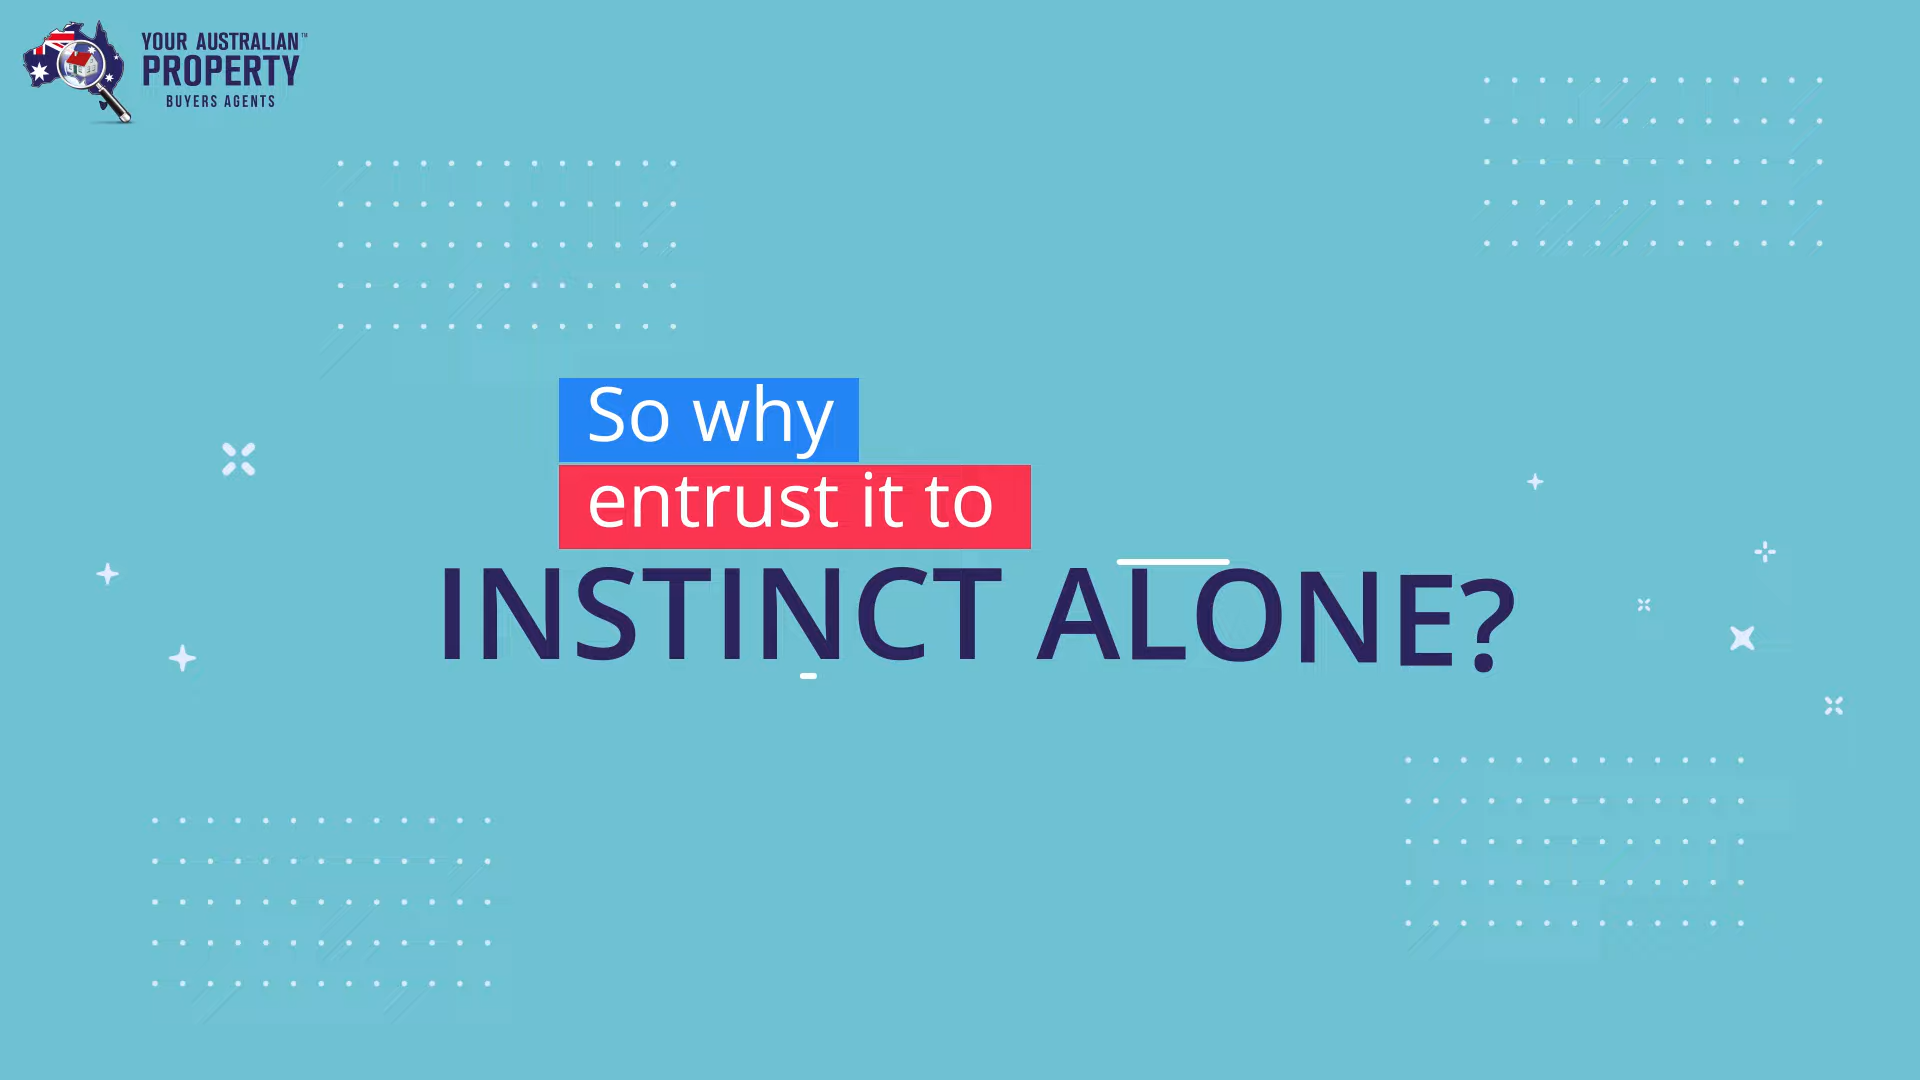 YOUR AUSTRALIAN™
PROPERTY
BUYERS AGENTS
So why
entrust it to
INSTINCT ALONE?